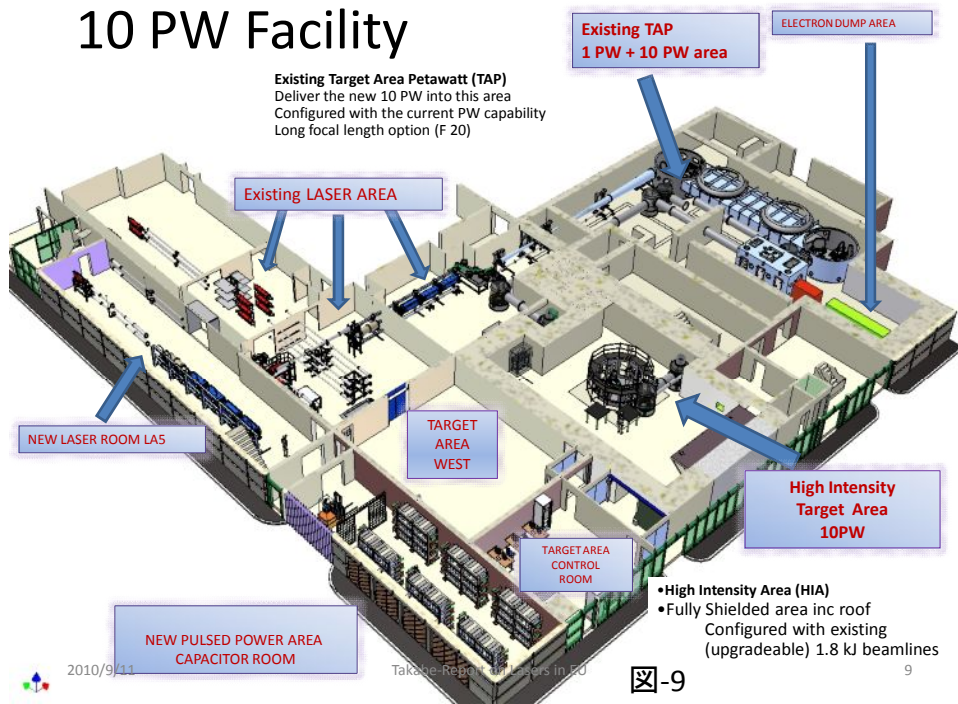 10 PW Facility
Existing TAP
1 PW + 10 PW area
ELECTRON DUMP AREA
Existing Target Area Petawatt (TAP)
Deliver the new 10 PW into this area
Configured with the current PW capability
Long focal length option (F 20)
Existing LASER AREA
NEW LASER ROOM LA5
TARGET
AREA
WEST
High Intensity
Target Area
10PW
TARGET AREA
CONTROL
ROOM
•High Intensity Area (HIA)
•Fully Shielded area inc roof
Configured with existing
(upgradeable) 1.8 kJ beamlines
NEW PULSED POWER AREA
CAPACITOR ROOM
2010/9/11
Takabe-Report on Lasers in EU
図-9
9